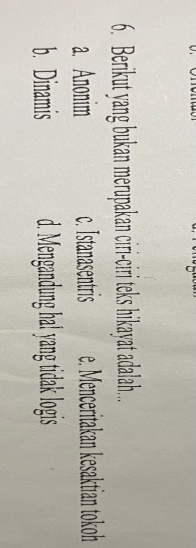 6. Berikut yang bukan merupakan ciri-ciri teks hikayat adalah...
a. Anonim c. Istanasentris e. Menceritakan kesaktian tokoh
b. Dinamis d. Mengandung hal yang tidak logis